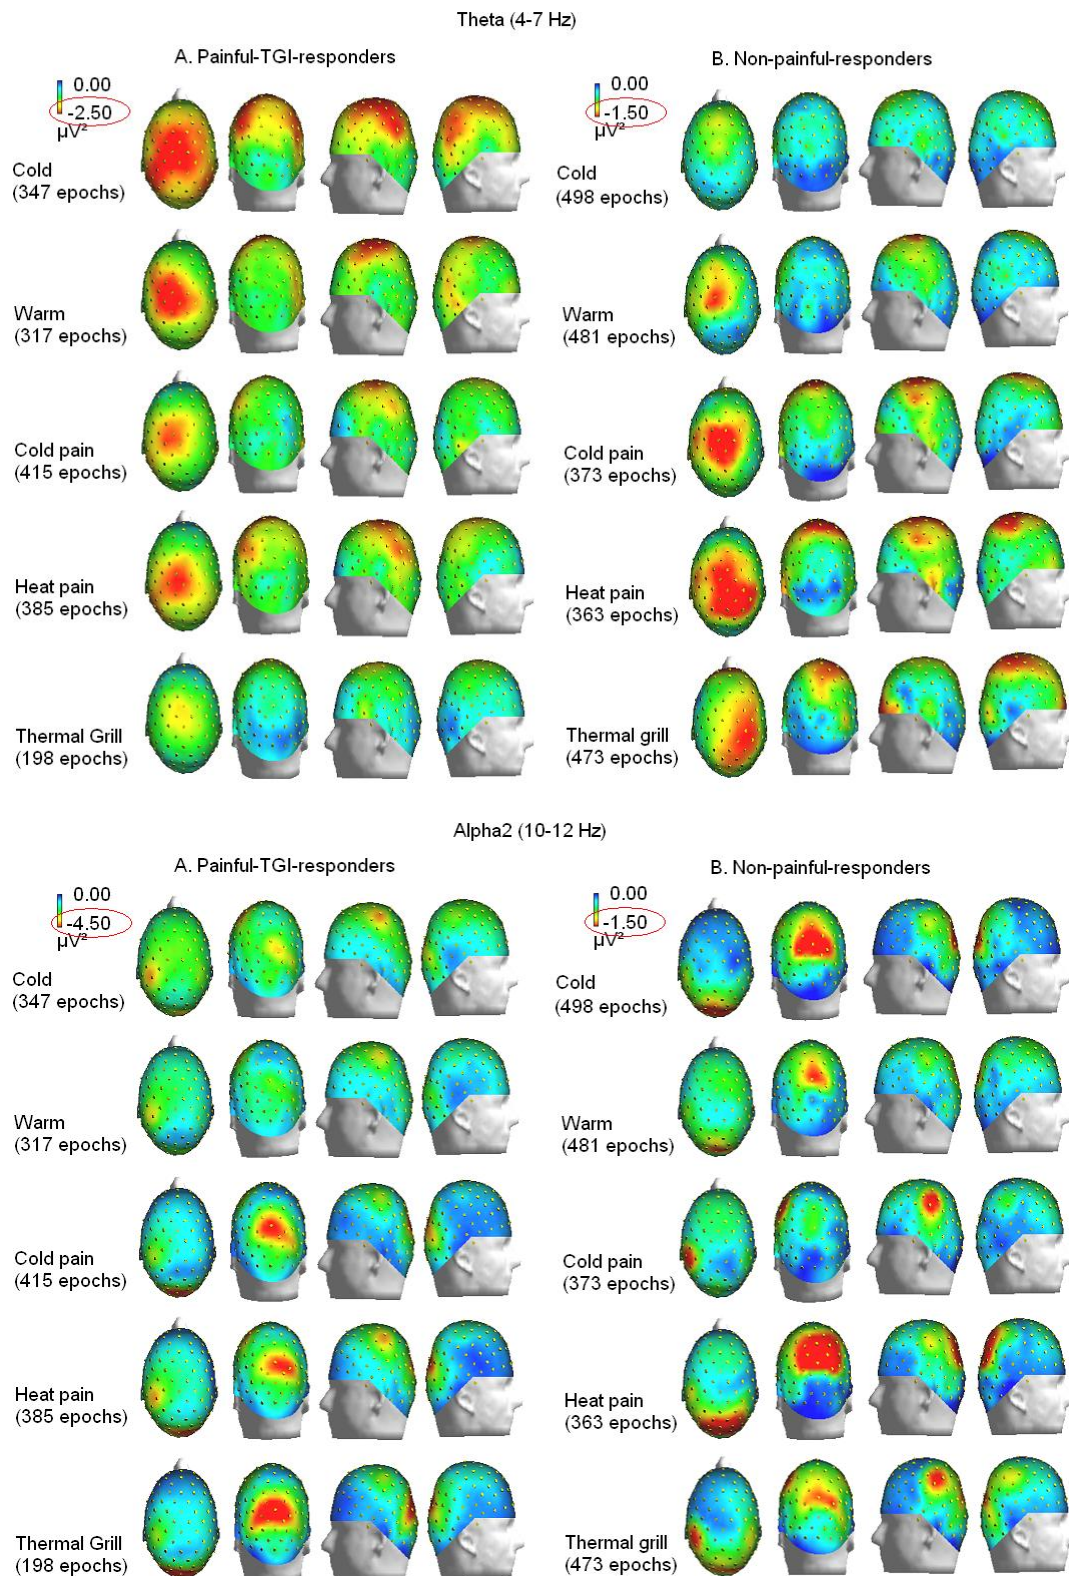 Theta (4-7 Hz)
A. Painful-TGI-responders
0.00
-2.50
µV²
Cold
(347 epochs)
Warm
(317 epochs)
Cold pain
(415 epochs)
Heat pain
(385 epochs)
Thermal Grill
(198 epochs)
B. Non-painful-responders
0.00
-1.50
µV²
Cold
(498 epochs)
Warm
(481 epochs)
Cold pain
(373 epochs)
Heat pain
(363 epochs)
Thermal grill
(473 epochs)
Alpha2 (10-12 Hz)
A. Painful-TGI-responders
0.00
-4.50
µV²
Cold
(347 epochs)
Warm
(317 epochs)
Cold pain
(415 epochs)
Heat pain
(385 epochs)
Thermal Grill
(198 epochs)
B. Non-painful-responders
0.00
-1.50
µV²
Cold
(498 epochs)
Warm
(481 epochs)
Cold pain
(373 epochs)
Heat pain
(363 epochs)
Thermal grill
(473 epochs)